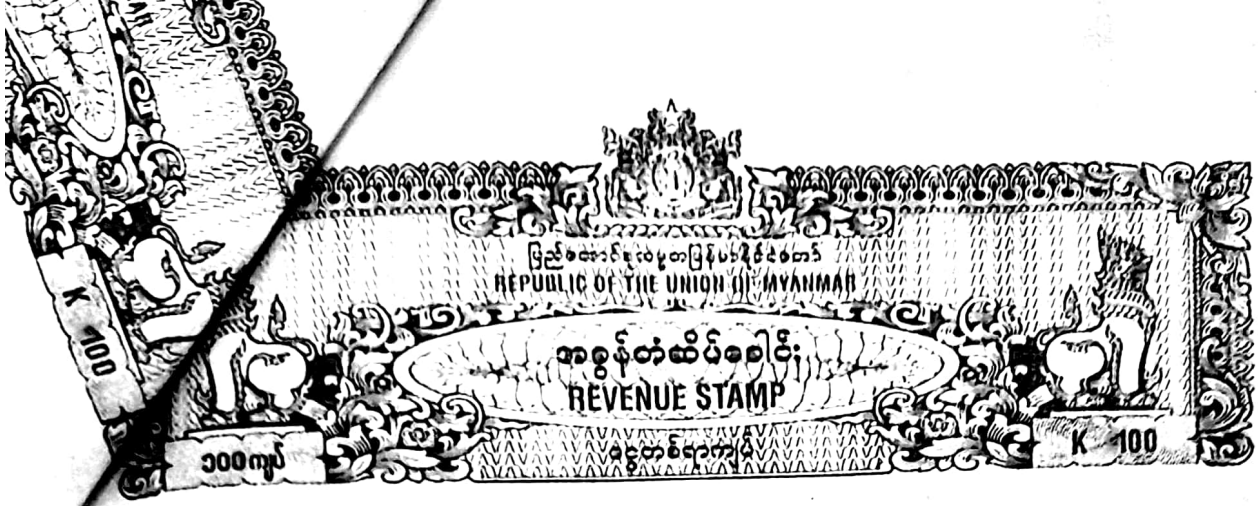 ပြည်ထောင်စုသမ္မတမြန်မာနိုင်ငံတော်
REPUBLIC OF THE UNION OF MYANMAR
အခွန်တံဆိပ်ခေါင်း
REVENUE STAMP
ငွေတစ်ရာကျပ်
၁၀၀ကျပ်
K 100
K 100